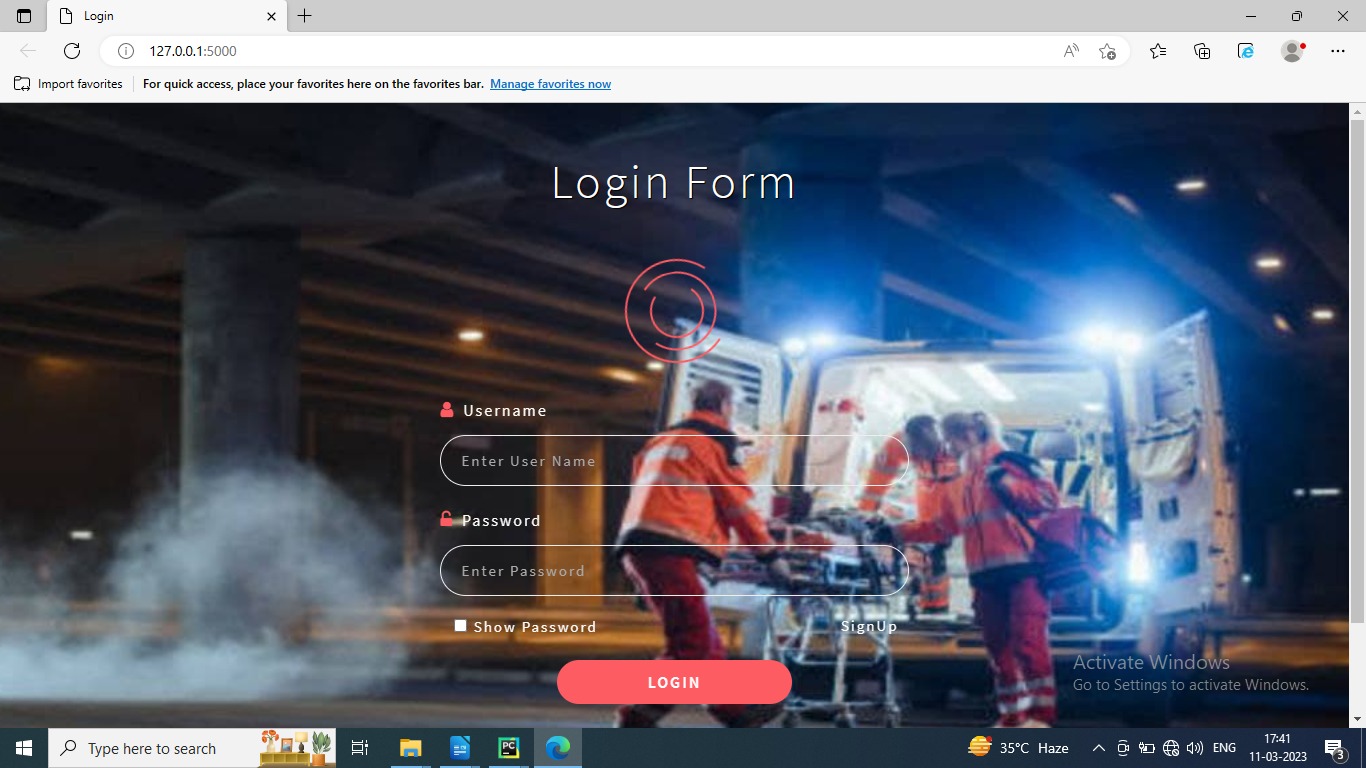 Login
127.0.0.1:5000
Import favorites
For quick access, place your favorites here on the favorites bar. Manage favorites now
Login Form
Username
Enter User Name
Password
Enter Password
Show Password SignUp
LOGIN
Activate Windows
Go to Settings to activate Windows.
Type here to search
PC
35°C Haze
ENG
17:41
11-03-2023
3